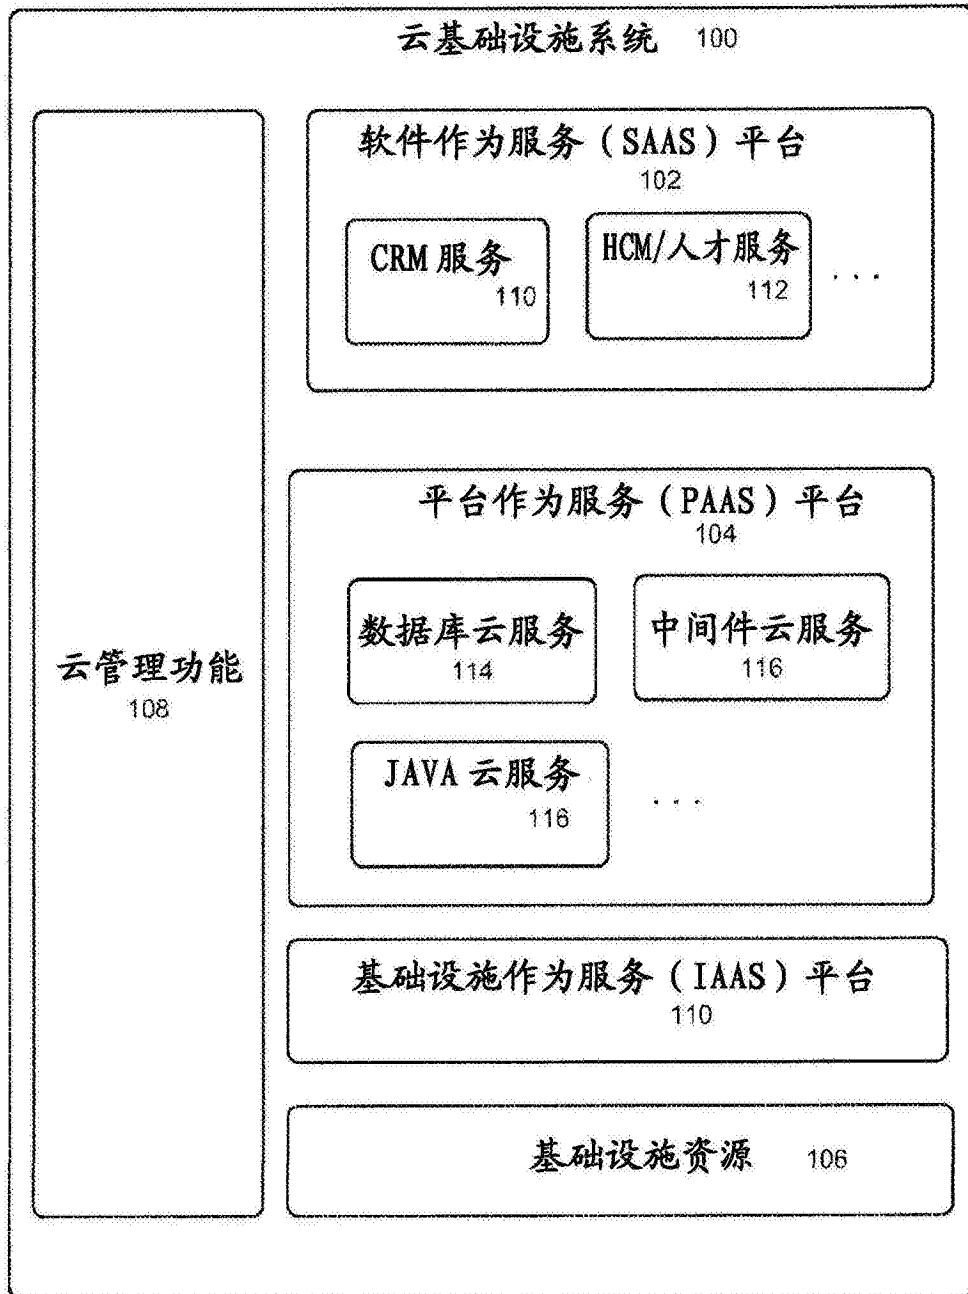 云基础设施系统 100
软件作为服务（SAAS）平台
102
CRM 服务
110
HCM/人才服务
112
. . .
平台作为服务（PAAS）平台
104
数据库云服务
114
中间件云服务
116
云管理功能
108
JAVA 云服务
116
. . .
基础设施作为服务（IAAS）平台
110
基础设施资源 106